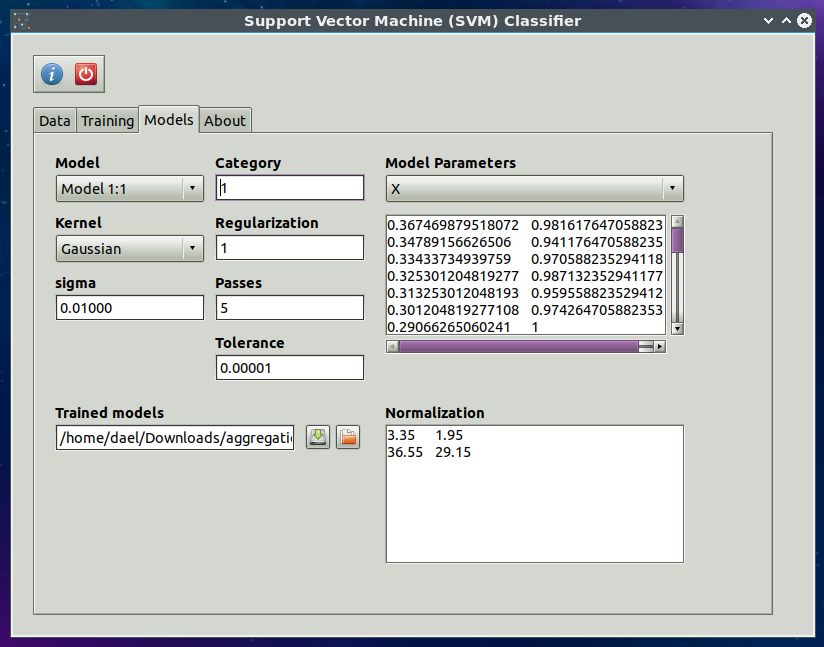 Support Vector Machine (SVM) Classifier
Data Training Models About
Model Category Model Parameters
Model 1:1 1 X
Kernel Regularization
Gaussian 1
sigma Passes
0.01000 5
Tolerance
0.00001
0.367469879518072 0.981617647058823
0.34789156626506 0.941176470588235
0.33433734939759 0.970588235294118
0.325301204819277 0.987132352941177
0.313253012048193 0.959558823529412
0.301204819277108 0.974264705882353
0.29066265060241 1
Trained models Normalization
/home/dael/Downloads/aggregati
3.35 1.95
36.55 29.15